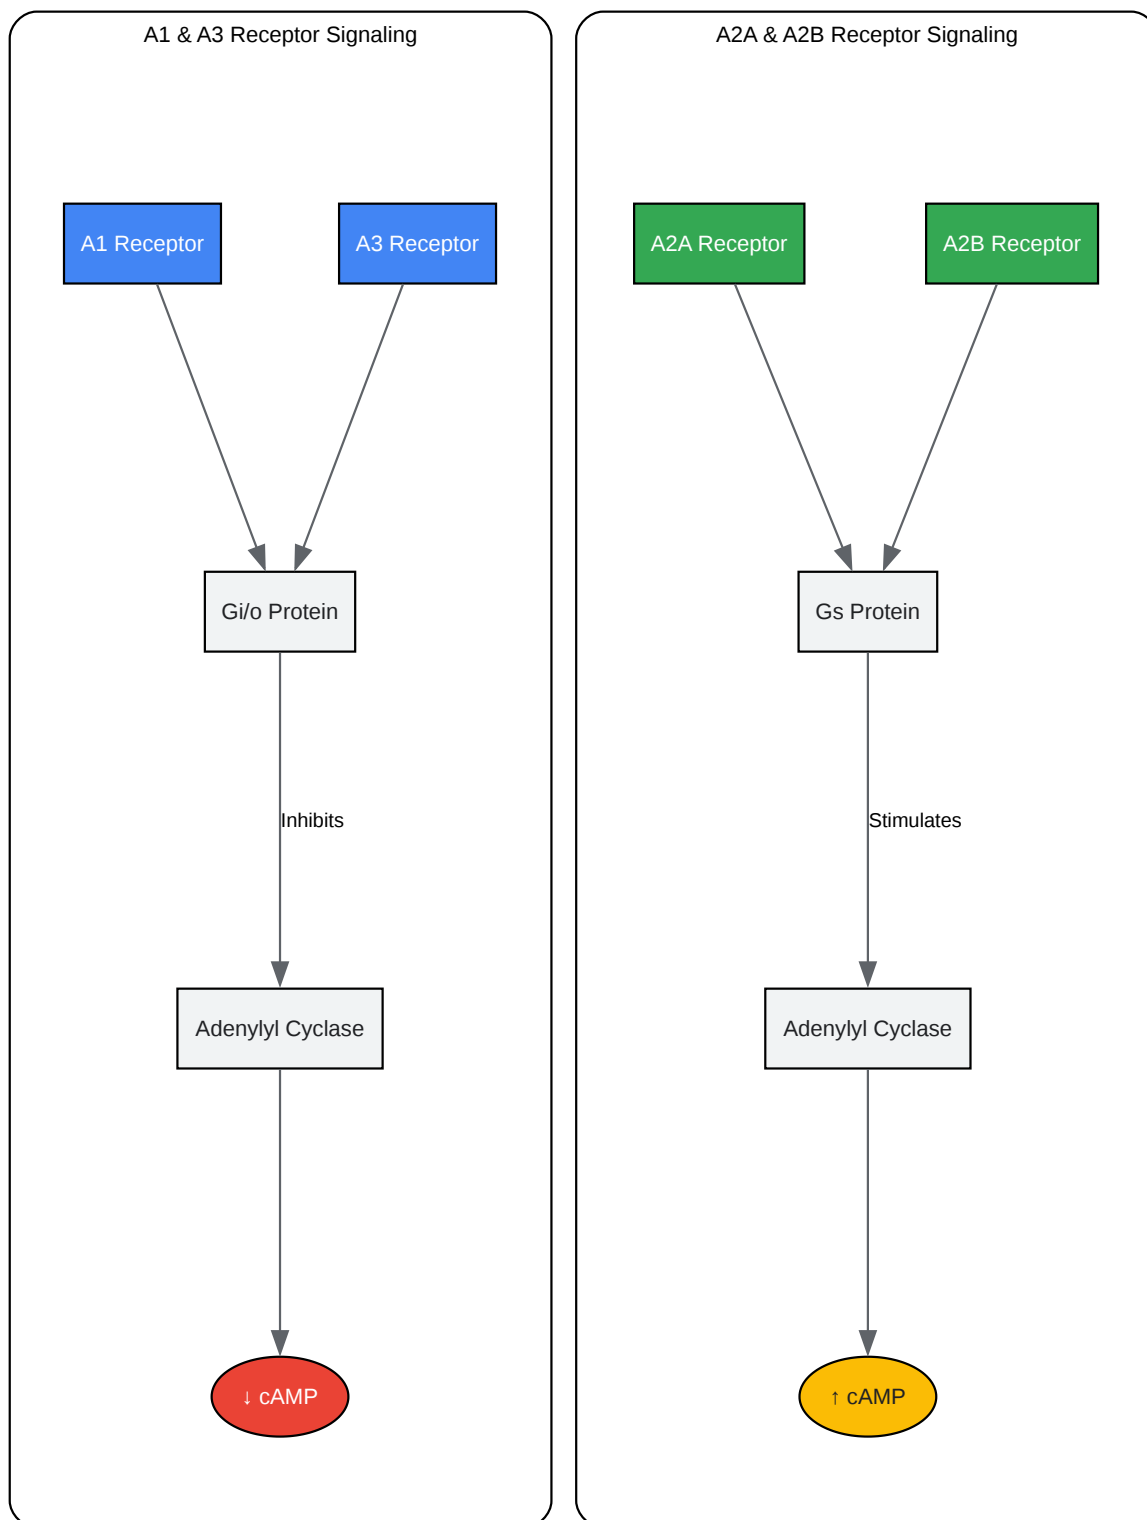 A1 & A3 Receptor Signaling
A1 Receptor
A3 Receptor
Gi/o Protein
Inhibits
Adenylyl Cyclase
↓ cAMP
A2A & A2B Receptor Signaling
A2A Receptor
A2B Receptor
Gs Protein
Stimulates
Adenylyl Cyclase
↑ cAMP